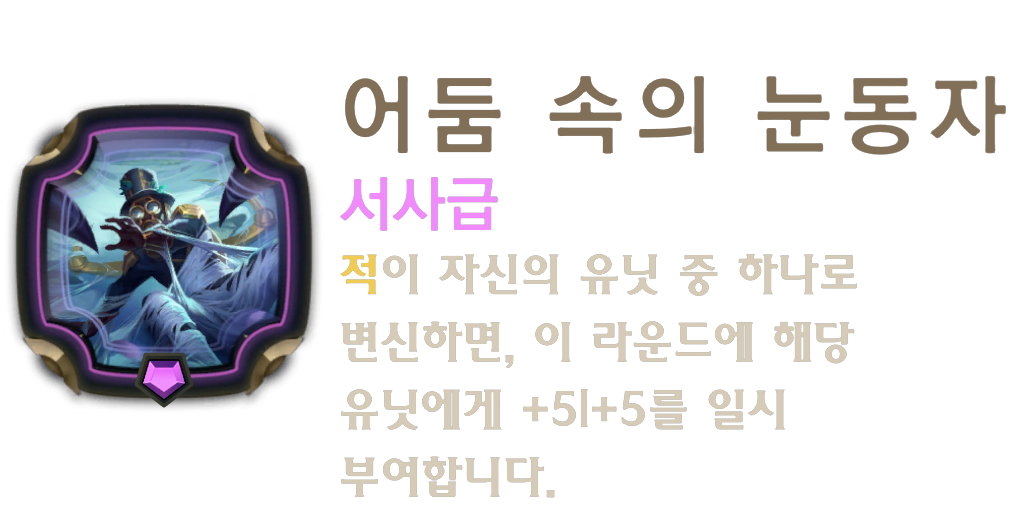 어둠 속의 눈동자
서사급
적이 자신의 유닛 중 하나로
변신하면, 이 라운드에 해당
유닛에게 +5|+5를 일시
부여합니다.